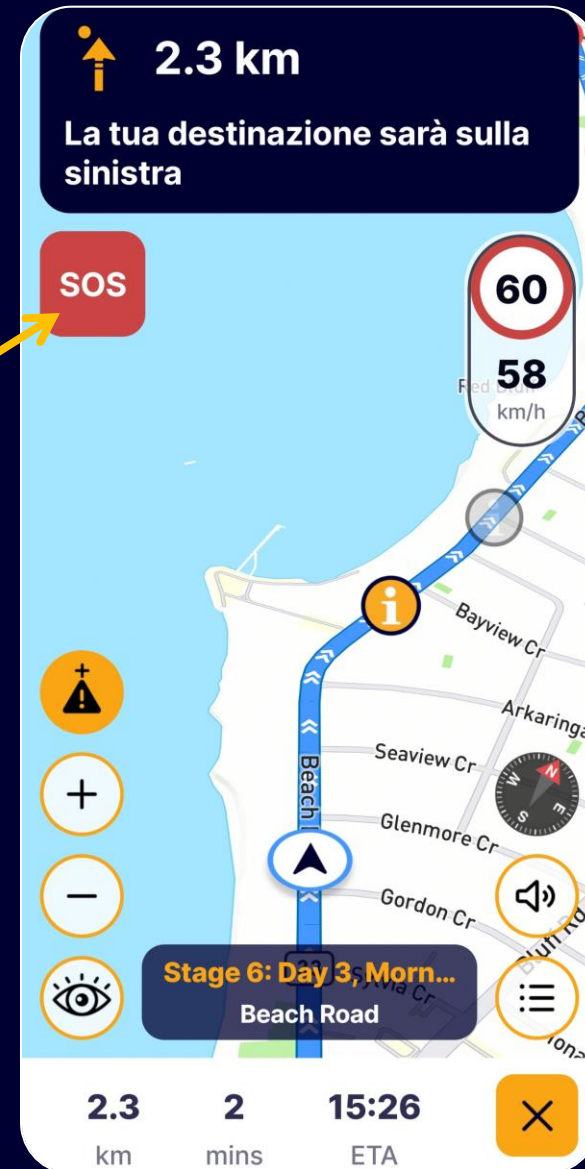 2.3 km
La tua destinazione sarà sulla
sinistra
SOS
60
58
km/h
Bayview Cr
Arkaringa
Seaview Cr
Beach
Glenmore Cr
Gordon Cr
N
W
E
S
Stage 6: Day 3, Morn...
Beach Road
2.3
2
15:26
km
mins
ETA